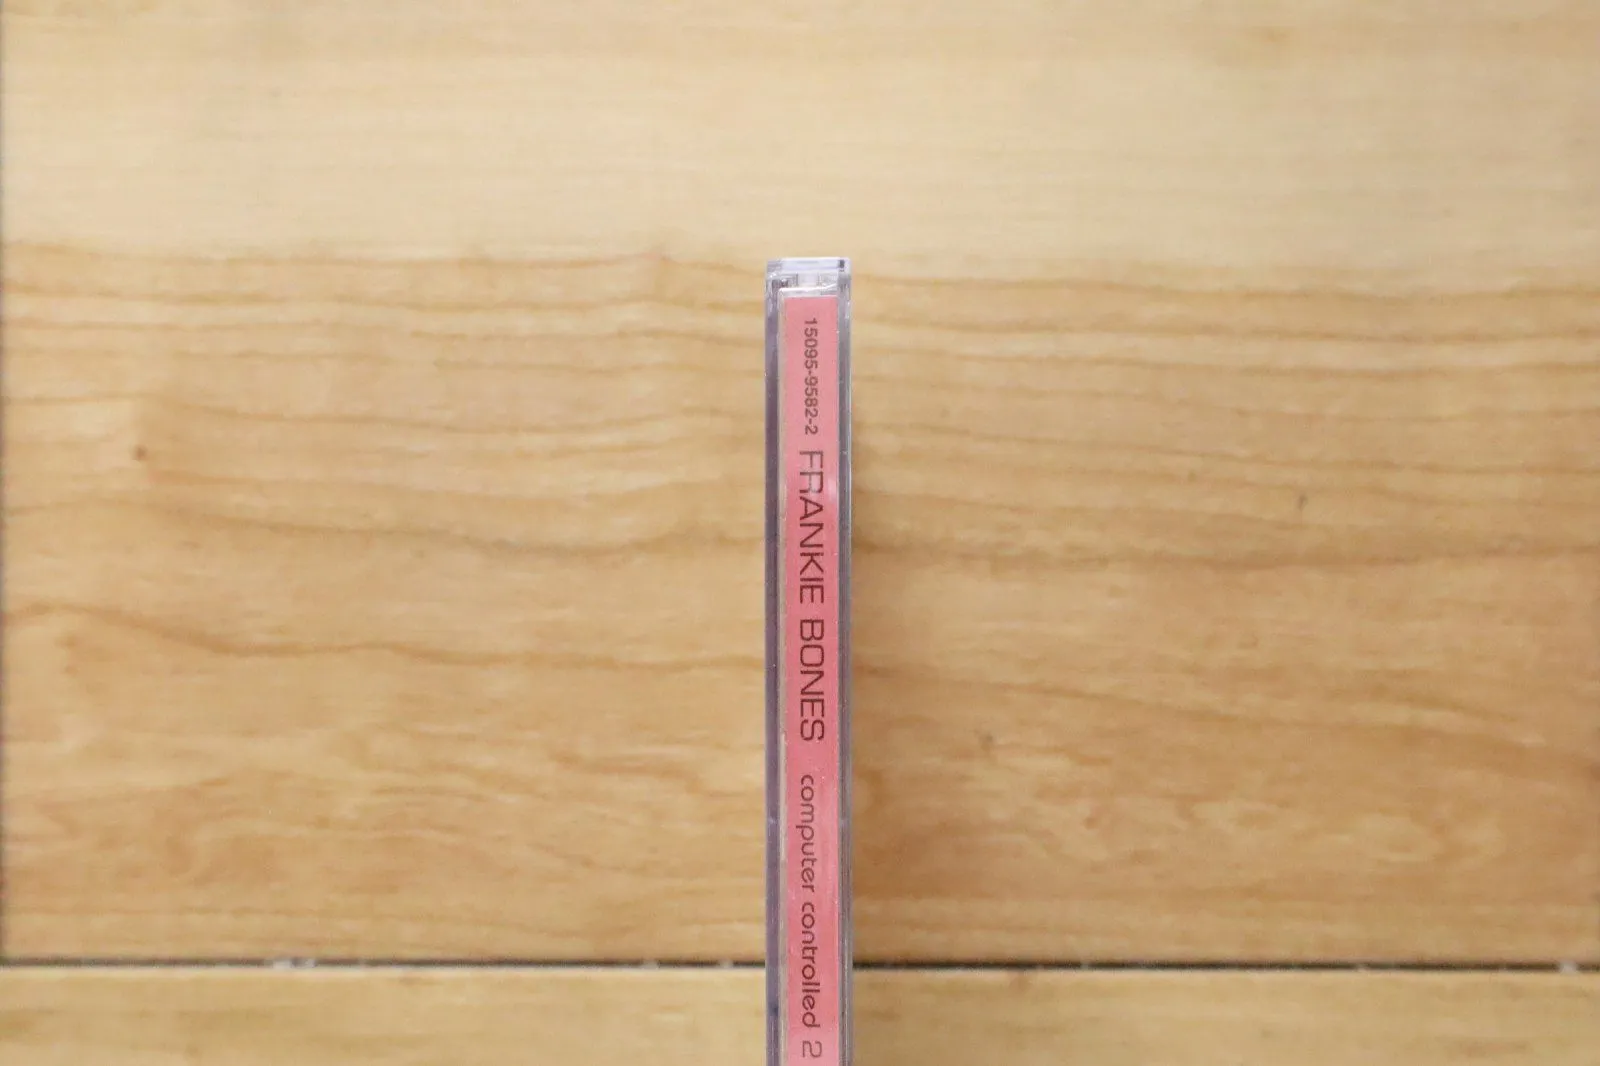 15095-9582-2 FRANKIE BONES computer controlled 2